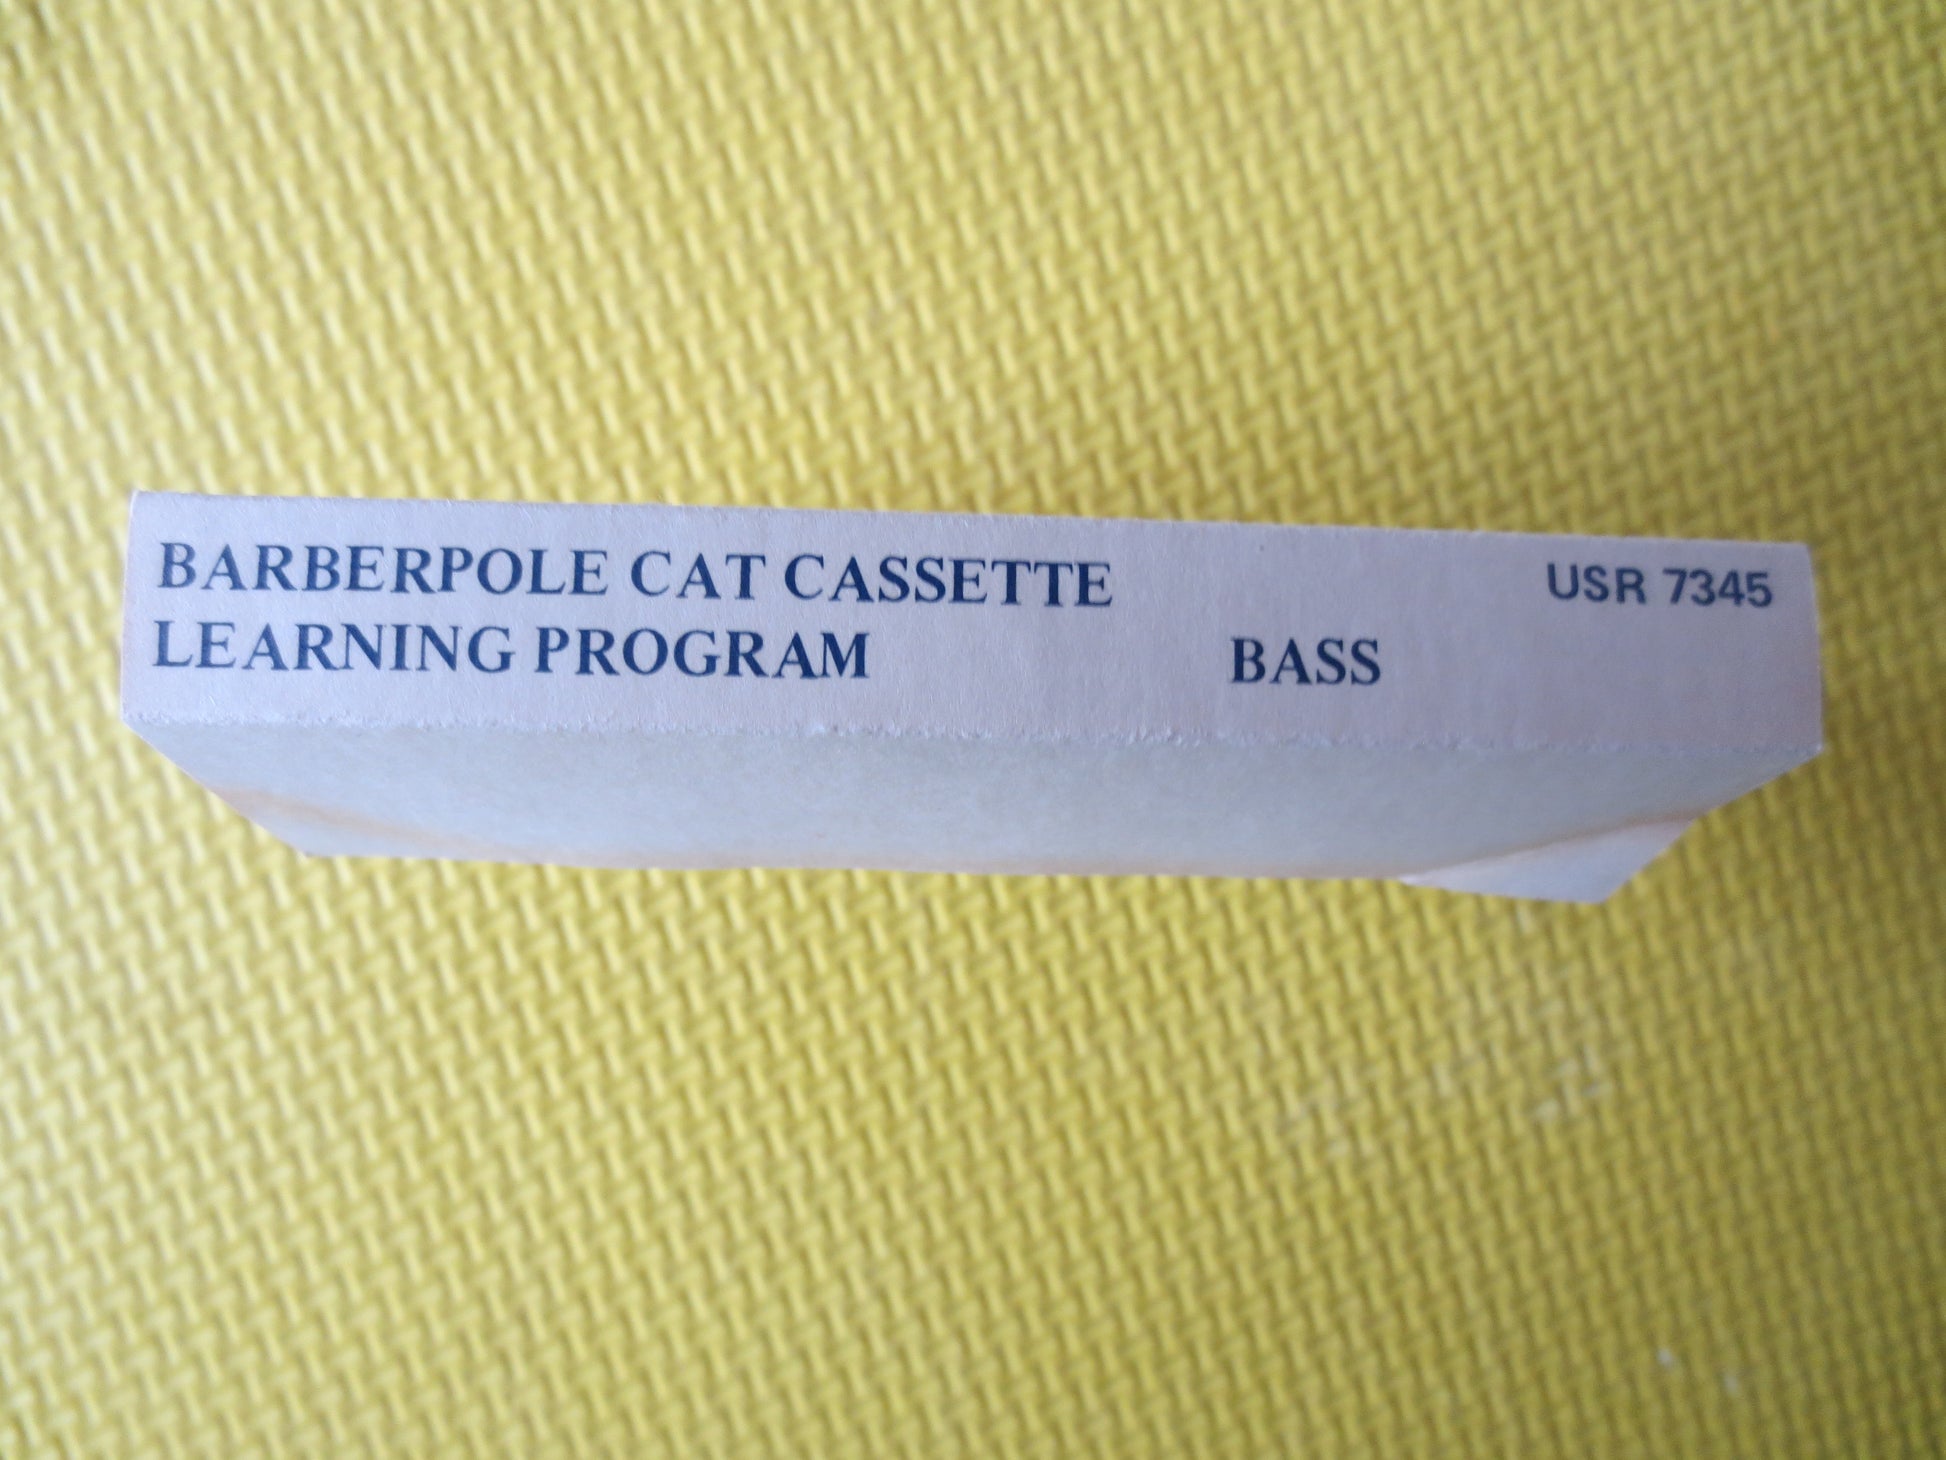 BARBERPOLE CAT CASSETTE USR 7345
LEARNING PROGRAM BASS